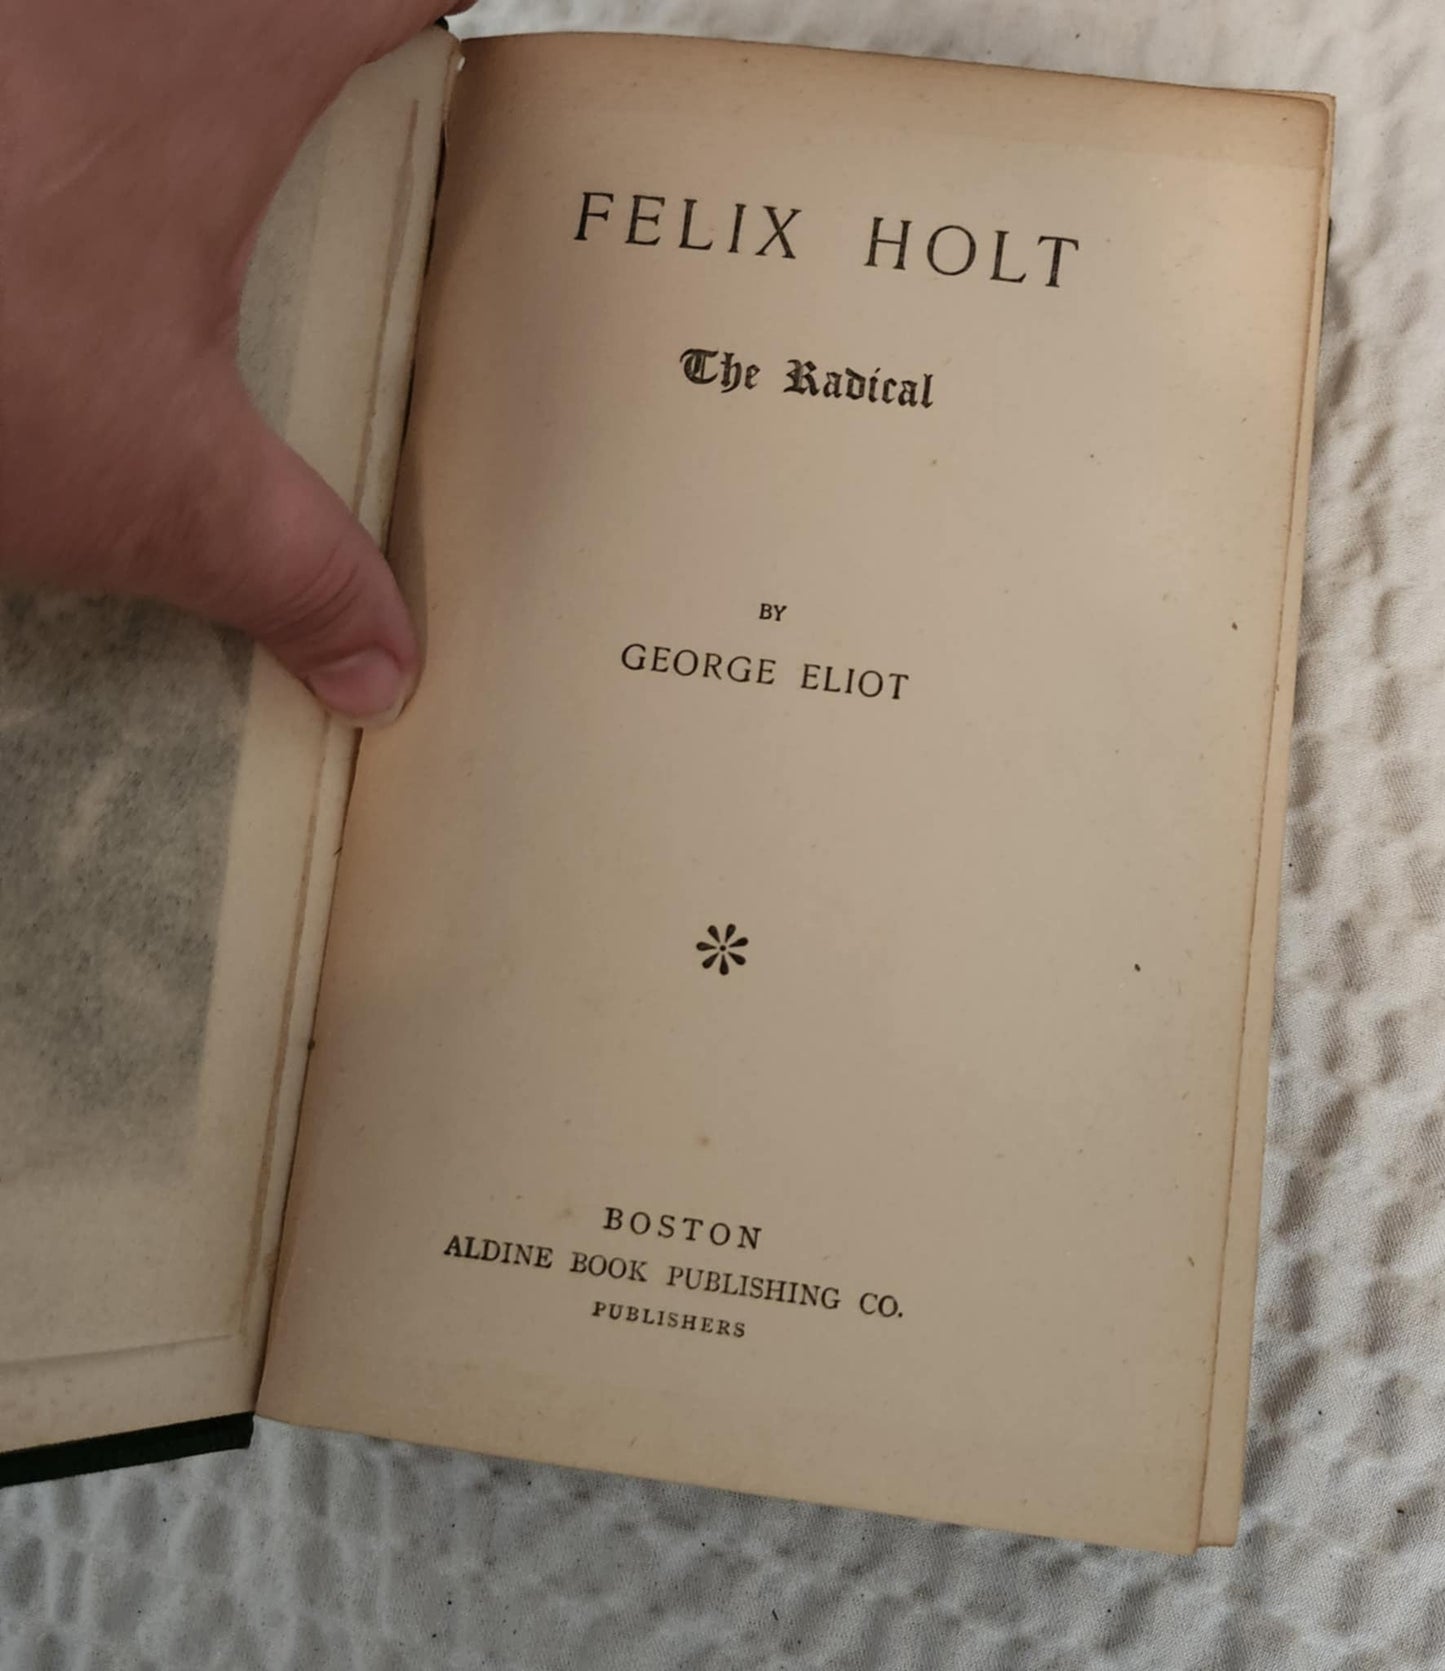 FELIX HOLT
The Radical
BY
GEORGE ELIOT
BOSTON
ALDINE BOOK PUBLISHING CO.
PUBLISHERS